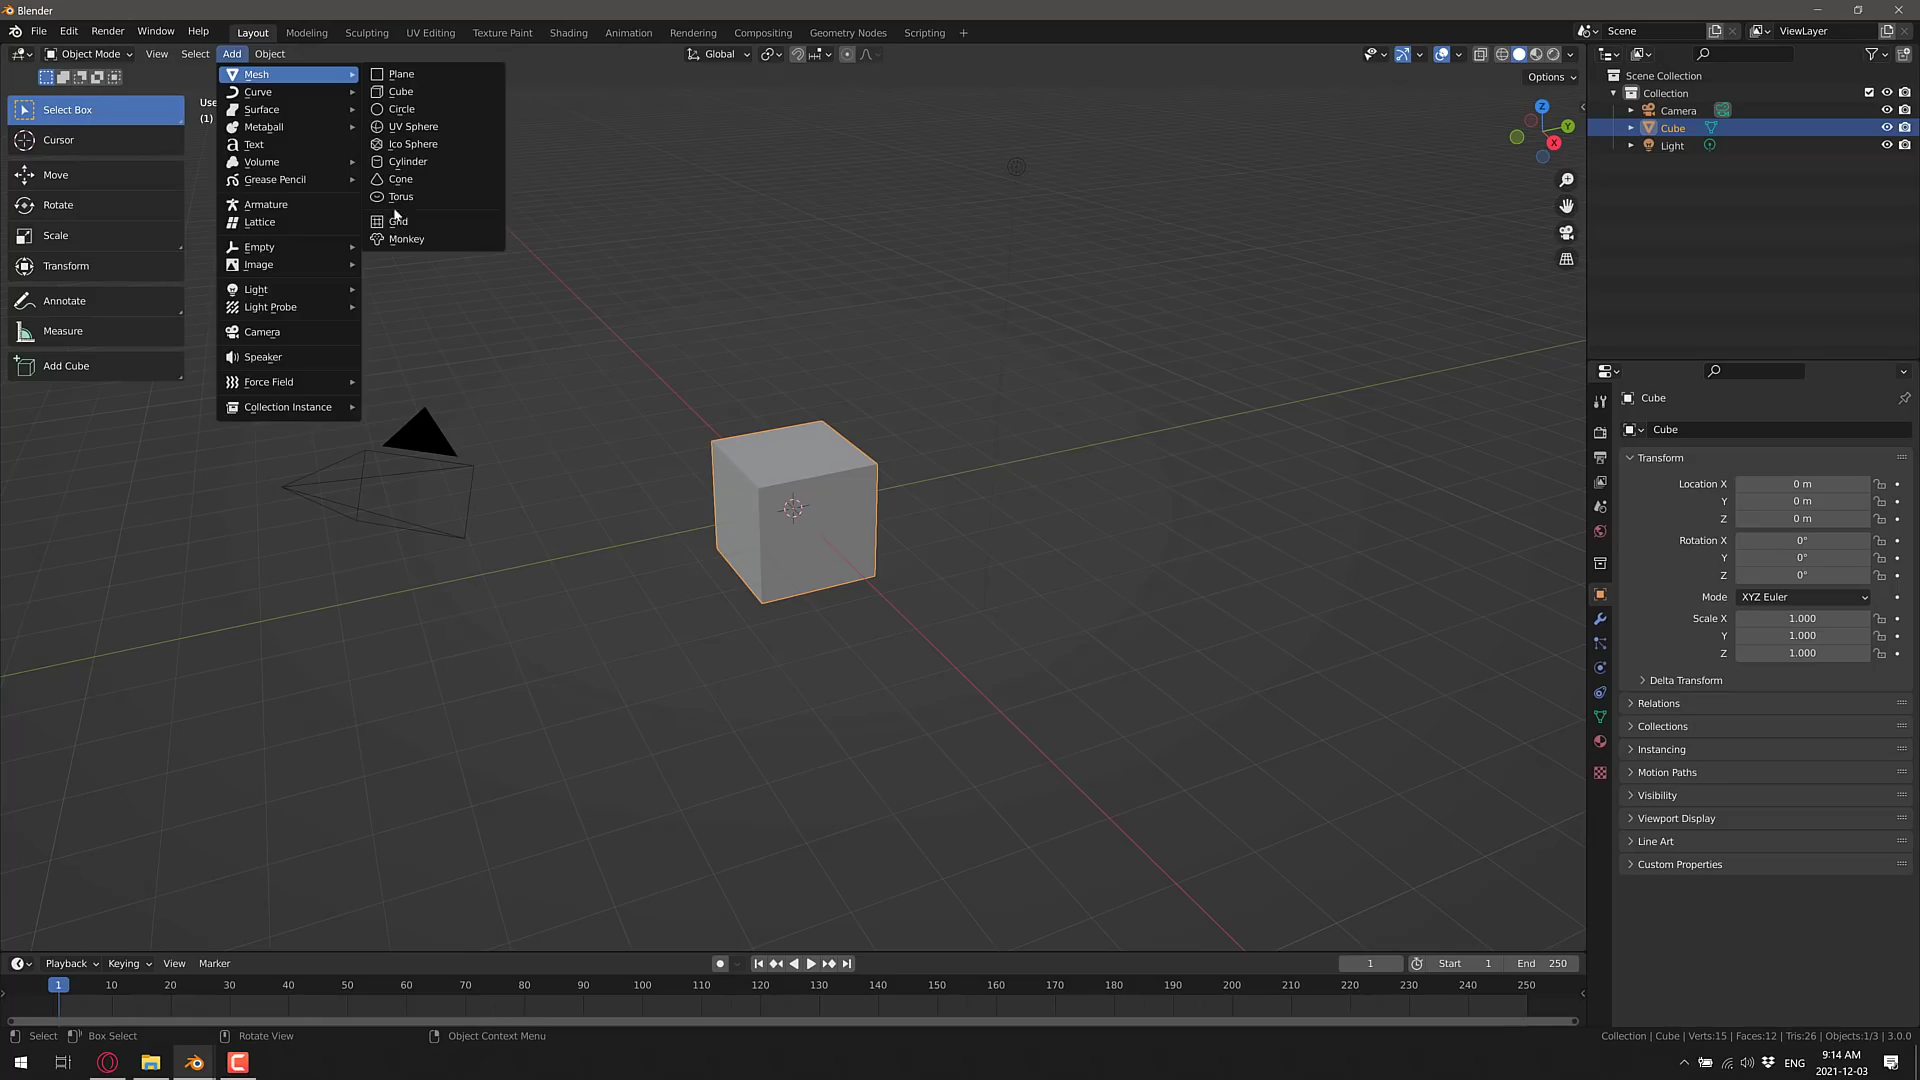 Blender
File Edit Render Window Help Layout Modeling Sculpting UV Editing Texture Paint Shading Animation Rendering Compositing Geometry Nodes Scripting + Scene ViewLayer
Object Mode View Select Add Object Global
Options
Select Box
Cursor
Move
Rotate
Scale
Transform
Annotate
Measure
Add Cube
Use
(1)
Mesh
Curve
Surface
Metaball
Text
Volume
Grease Pencil
Armature
Lattice
Empty
Image
Light
Light Probe
Camera
Speaker
Force Field
Collection Instance
Plane
Cube
Circle
UV Sphere
Ico Sphere
Cylinder
Cone
Torus
Grid
Monkey
Z
Y
X
Scene Collection
Collection
Camera
Cube
Light
Cube
Cube
Transform
Location X 0 m
Y 0 m
Z 0 m
Rotation X 0°
Y 0°
Z 0°
Mode XYZ Euler
Scale X 1.000
Y 1.000
Z 1.000
Delta Transform
Relations
Collections
Instancing
Motion Paths
Visibility
Viewport Display
Line Art
Custom Properties
Playback Keying View Marker 1 Start 1 End 250
1 10 20 30 40 50 60 70 80 90 100 110 120 130 140 150 160 170 180 190 200 210 220 230 240 250
Select Box Select Rotate View Object Context Menu Collection | Cube | Verts:15 | Faces:12 | Tris:26 | Objects:1/3 | 3.0.0
ENG 9:14 AM
2021-12-03